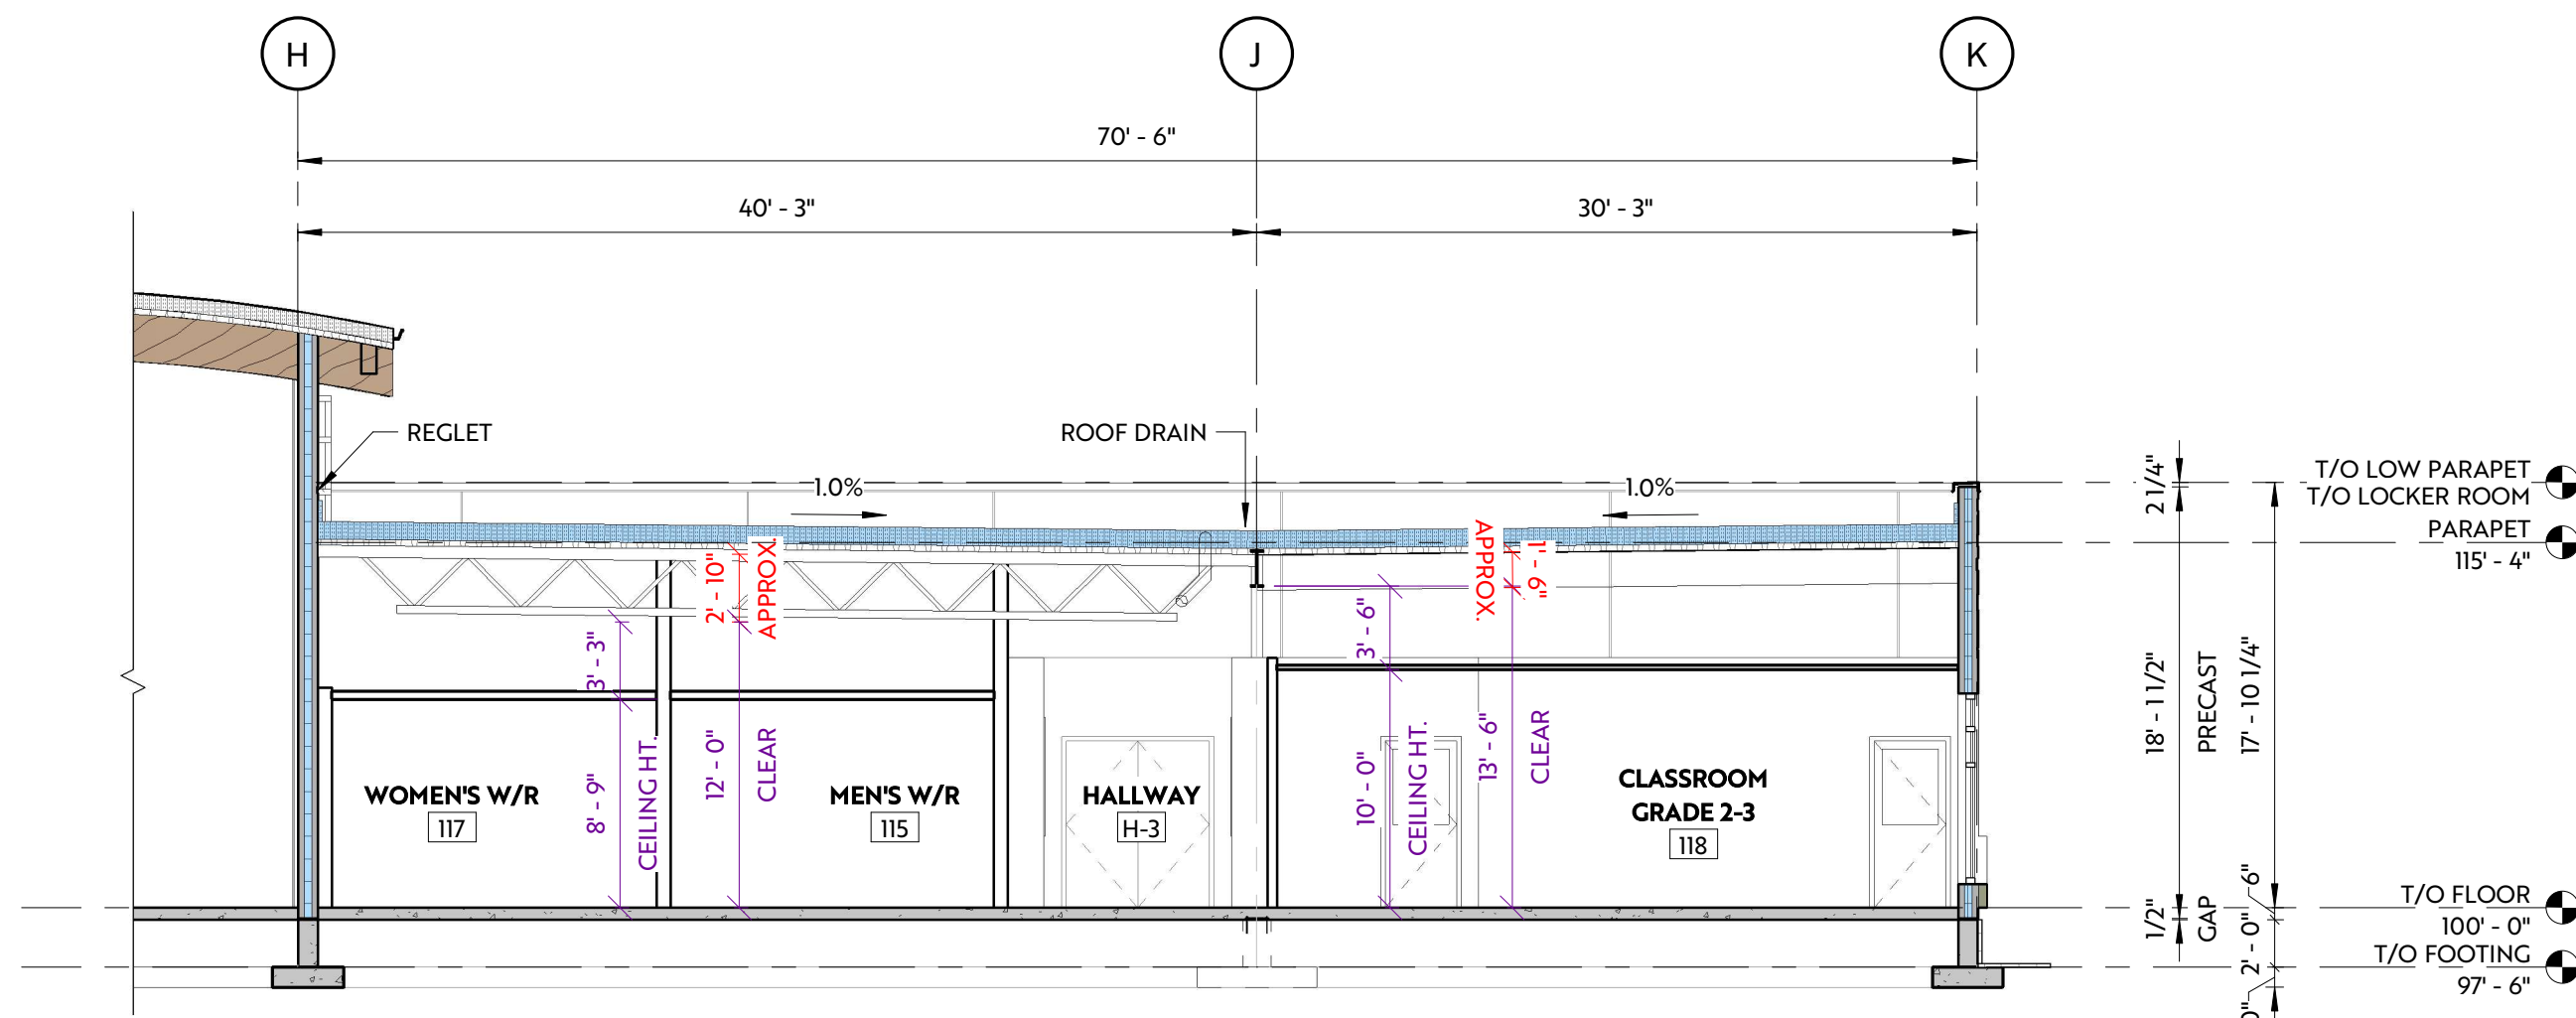 H
J
K
70' - 6"
40' - 3"
30' - 3"
REGLET
ROOF DRAIN
1.0%
1.0%
2' - 10"
APPROX.
APPROX.
1' - 6"
3' - 3"
3' - 6"
8' - 9"
CEILING HT.
12' - 0"
CLEAR
10' - 0"
CEILING HT.
13' - 6"
CLEAR
WOMEN'S W/R
117
MEN'S W/R
115
HALLWAY
H-3
CLASSROOM
GRADE 2-3
118
2 1/4"
18' - 1 1/2"
PRECAST
17' - 10 1/4"
1/2"
GAP
6"
2' - 0"
T/O LOW PARAPET
T/O LOCKER ROOM
PARAPET
115' - 4"
T/O FLOOR
100' - 0"
T/O FOOTING
97' - 6"